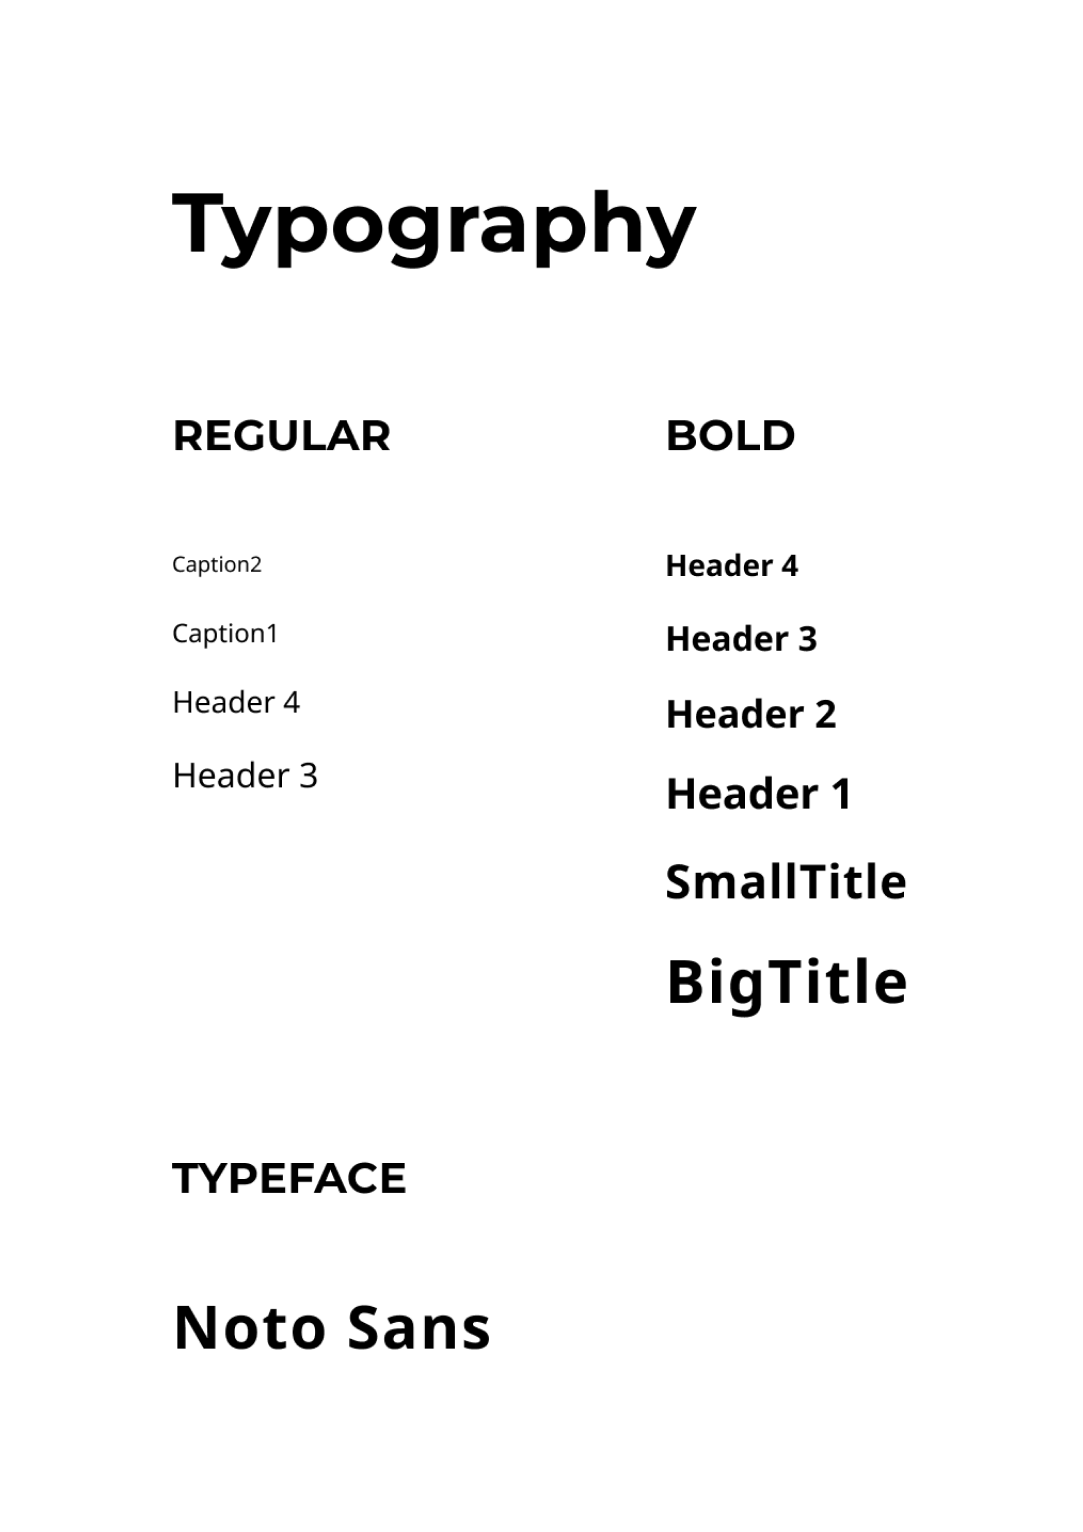 Typography
REGULAR
Caption2
Caption1
Header 4
Header 3
BOLD
Header 4
Header 3
Header 2
Header 1
SmallTitle
BigTitle
TYPEFACE
Noto Sans